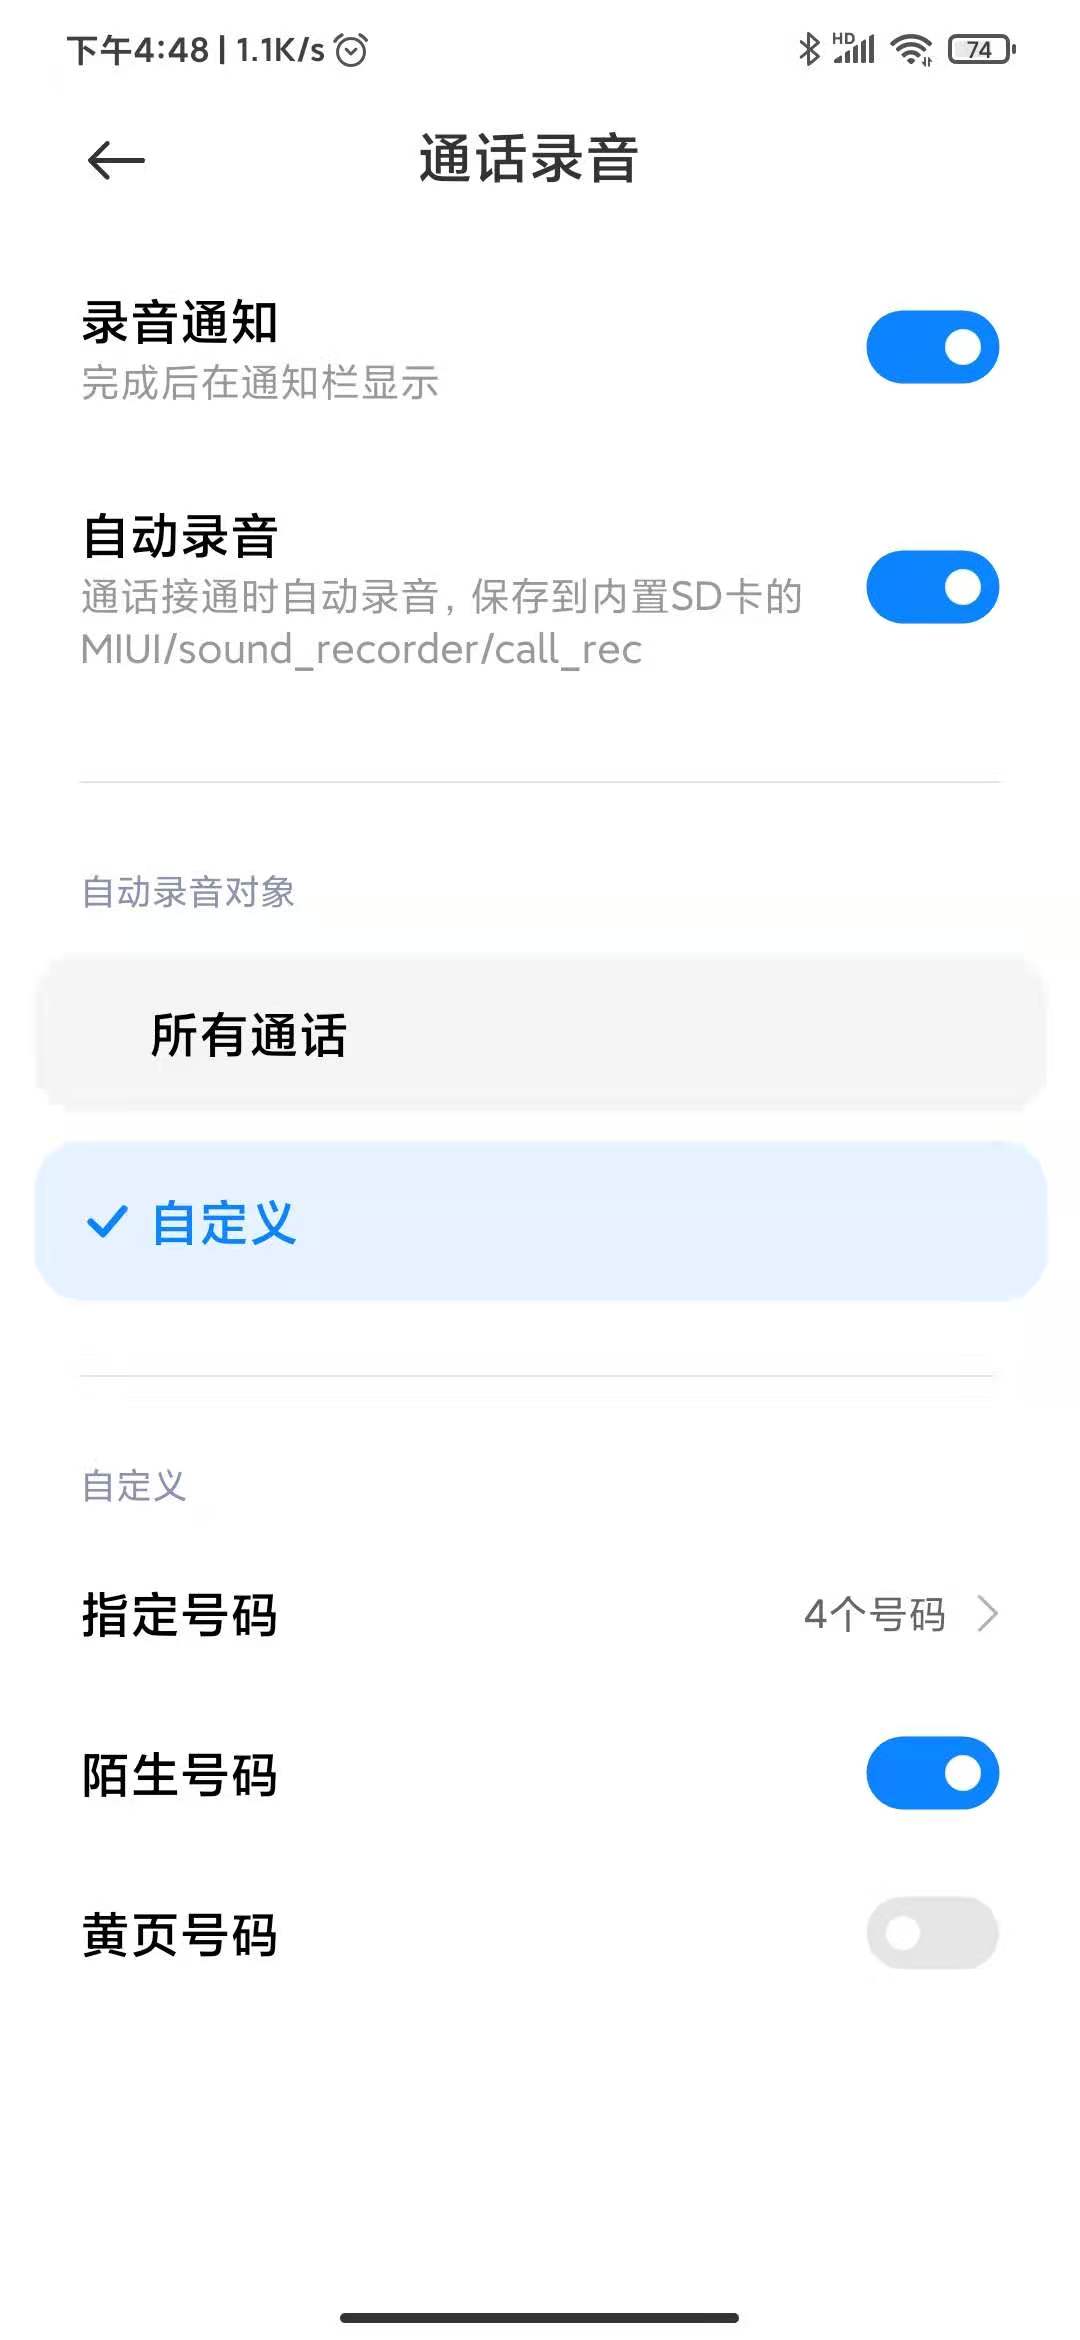 下午4:48 | 1.1K/s
HD
74
通话录音
录音通知
完成后在通知栏显示
自动录音
通话接通时自动录音，保存到内置SD卡的
MIUI/sound_recorder/call_rec
自动录音对象
所有通话
自定义
自定义
指定号码 4个号码
陌生号码
黄页号码